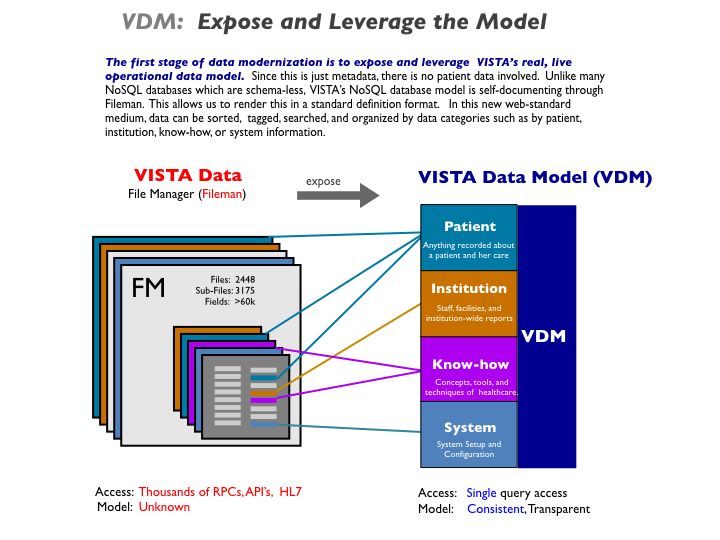 VDM: Expose and Leverage the Model
The first stage of data modernization is to expose and leverage VISTA's real, live
operational data model. Since this is just metadata, there is no patient data involved. Unlike many
NoSQL databases which are schema-less, VISTA's NoSQL database model is self-documenting through
Fileman. This allows us to render this in a standard definition format. In this new web-standard
medium, data can be sorted, tagged, searched, and organized by data categories such as by patient,
institution, know-how, or system information.
VISTA Data
File Manager (Fileman)
expose
VISTA Data Model (VDM)
FM
Files: 2448
Sub-Files: 3175
Fields: >60k
Patient
Anything recorded about
a patient and her care
Institution
Staff, facilities, and
institution-wide reports
Know-how
Concepts, tools, and
techniques of healthcare.
System
System Setup and
Configuration
VDM
Access: Thousands of RPCs, API's, HL7
Model: Unknown
Access: Single query access
Model: Consistent, Transparent